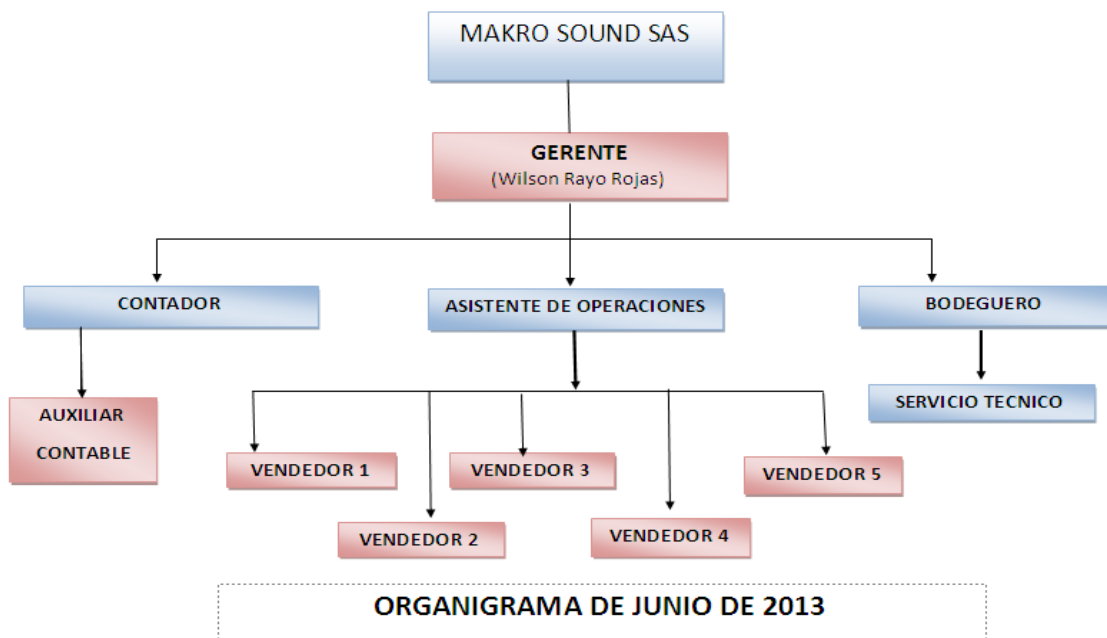 MAKRO SOUND SAS
GERENTE
(Wilson Rayo Rojas)
CONTADOR
ASISTENTE DE OPERACIONES
BODEGUERO
AUXILIAR
CONTABLE
SERVICIO TECNICO
VENDEDOR 1
VENDEDOR 3
VENDEDOR 5
VENDEDOR 2
VENDEDOR 4
ORGANIGRAMA DE JUNIO DE 2013